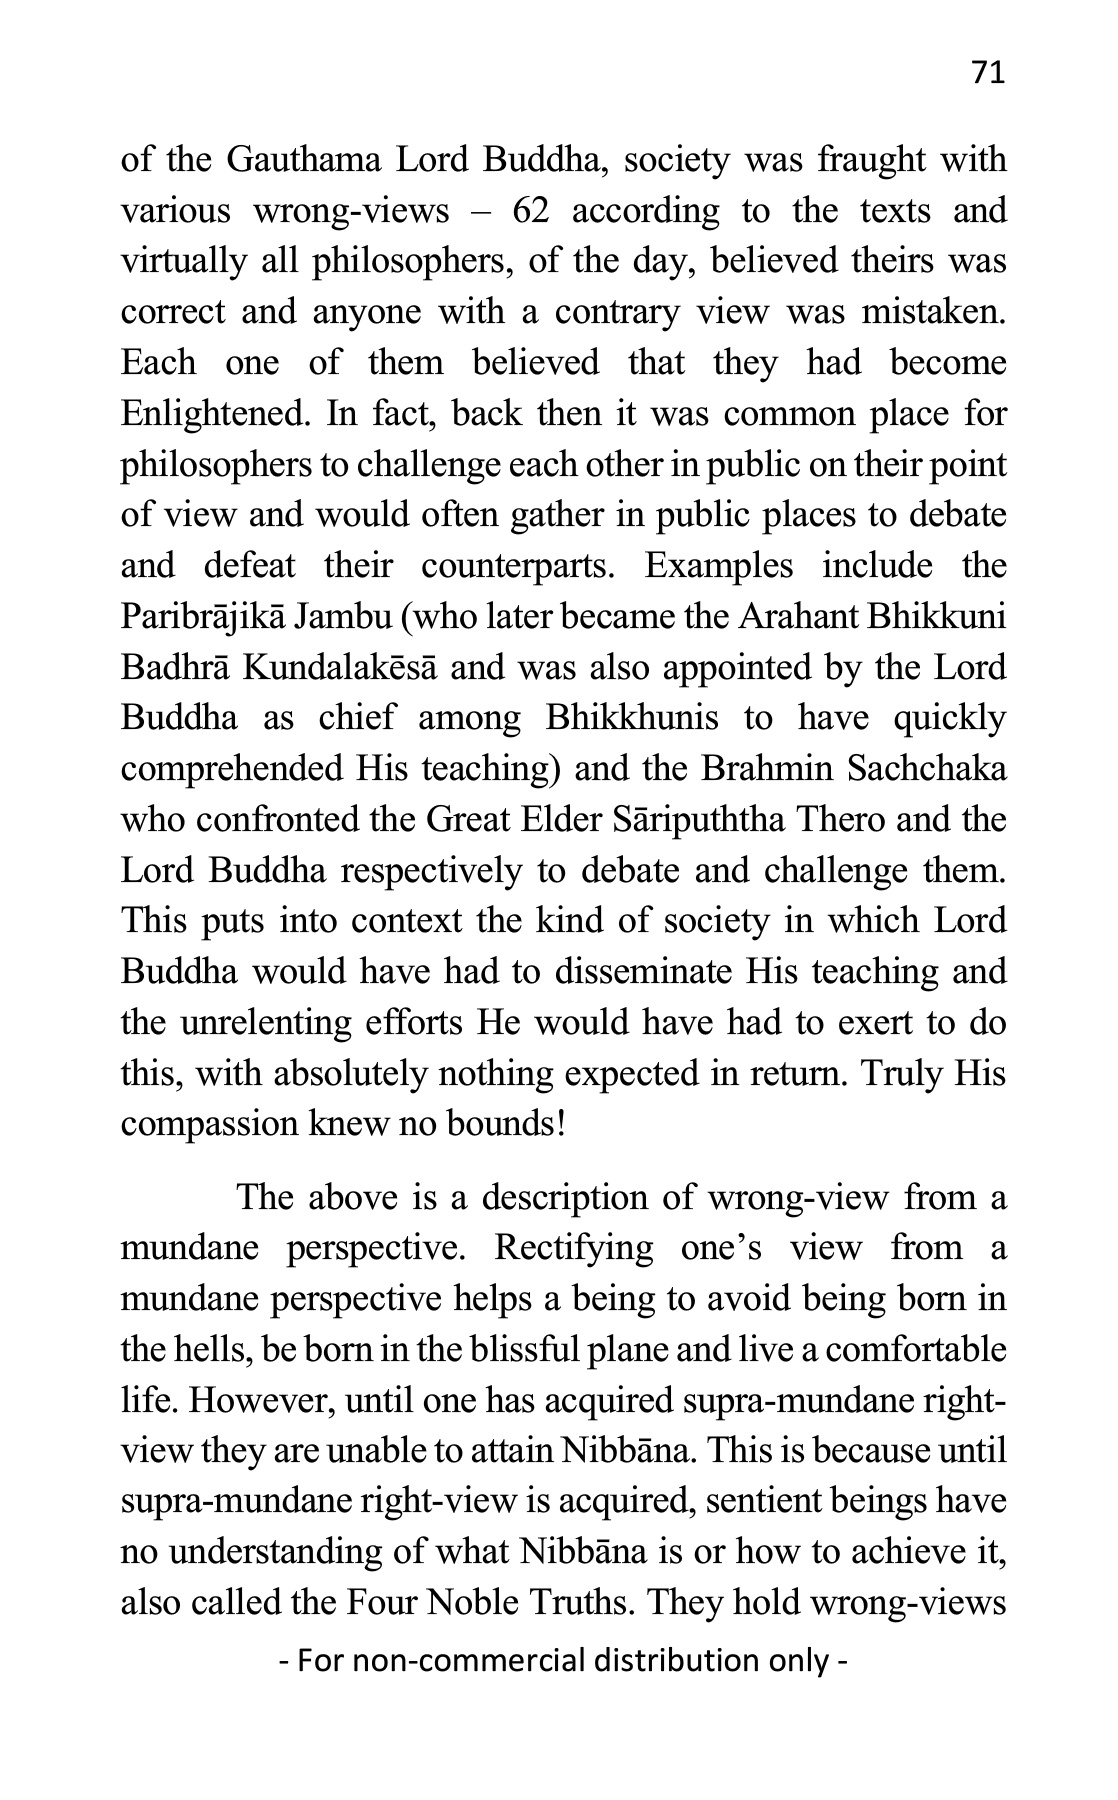 71
of the Gauthama Lord Buddha, society was fraught with
various wrong-views – 62 according to the texts and
virtually all philosophers, of the day, believed theirs was
correct and anyone with a contrary view was mistaken.
Each one of them believed that they had become
Enlightened. In fact, back then it was common place for
philosophers to challenge each other in public on their point
of view and would often gather in public places to debate
and defeat their counterparts. Examples include the
Paribrājikā Jambu (who later became the Arahant Bhikkuni
Badhrā Kundalakēsā and was also appointed by the Lord
Buddha as chief among Bhikkhunis to have quickly
comprehended His teaching) and the Brahmin Sachchaka
who confronted the Great Elder Sāripuththa Thero and the
Lord Buddha respectively to debate and challenge them.
This puts into context the kind of society in which Lord
Buddha would have had to disseminate His teaching and
the unrelenting efforts He would have had to exert to do
this, with absolutely nothing expected in return. Truly His
compassion knew no bounds!
The above is a description of wrong-view from a
mundane perspective. Rectifying one’s view from a
mundane perspective helps a being to avoid being born in
the hells, be born in the blissful plane and live a comfortable
life. However, until one has acquired supra-mundane right-
view they are unable to attain Nibbāna. This is because until
supra-mundane right-view is acquired, sentient beings have
no understanding of what Nibbāna is or how to achieve it,
also called the Four Noble Truths. They hold wrong-views
- For non-commercial distribution only -